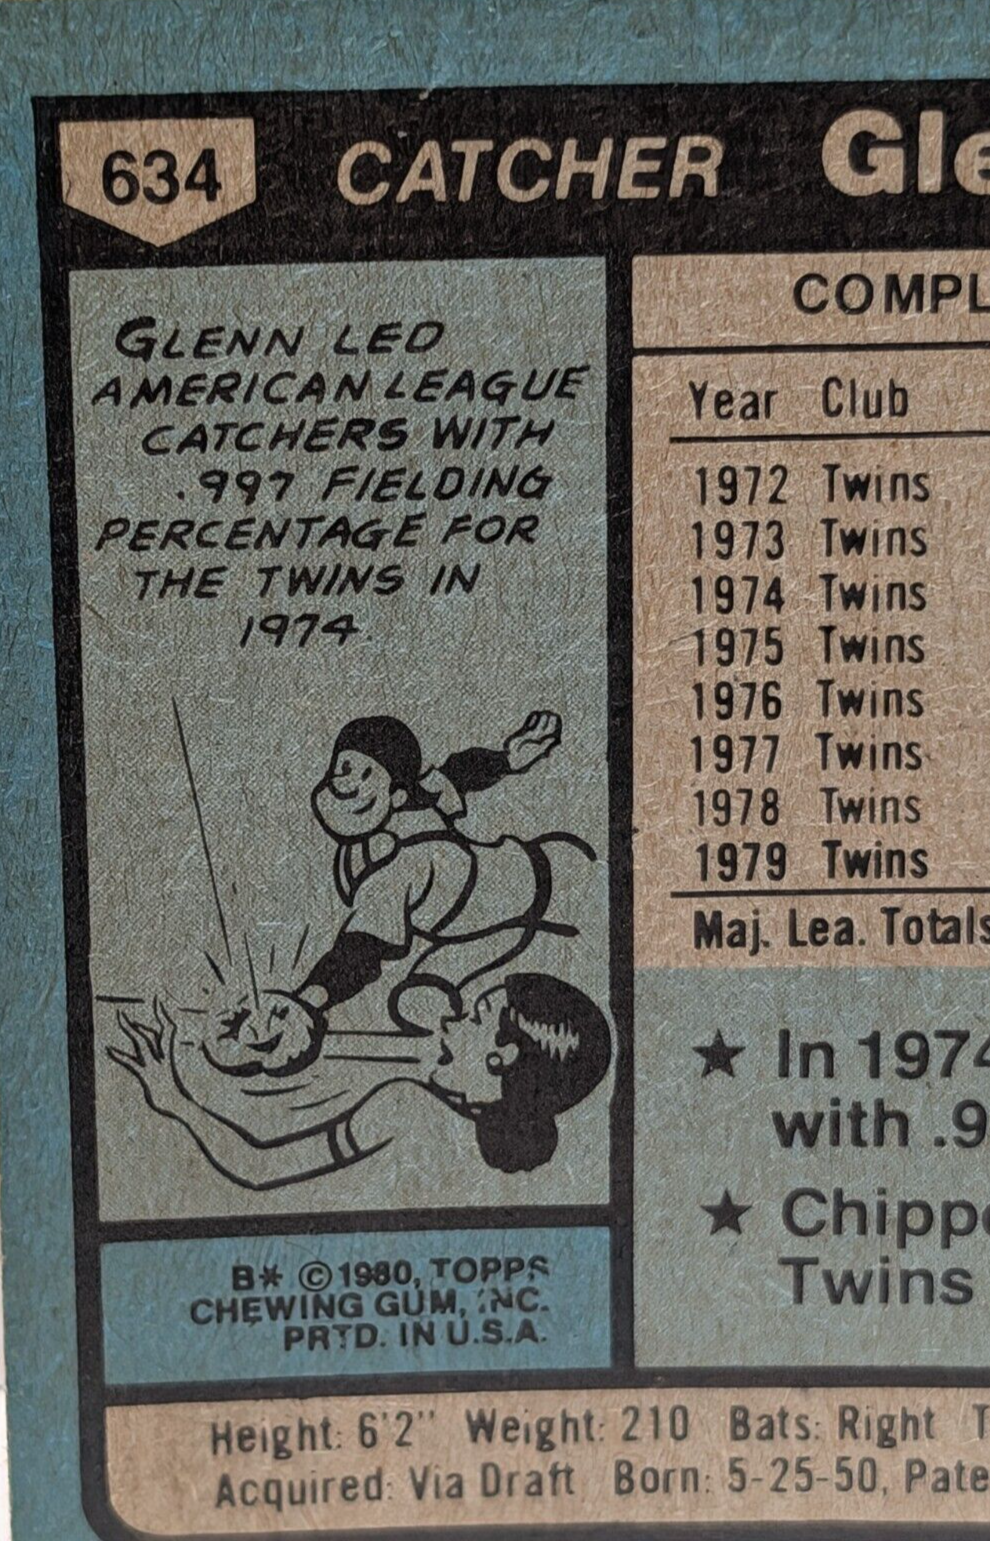 634 CATCHER Gle
GLENN LED
AMERICAN LEAGUE
CATCHERS WITH
.997 FIELDING
PERCENTAGE FOR
THE TWINS IN
1974.
B* © 1980, TOPPS
CHEWING GUM, INC.
PRTD. IN U.S.A.
COMPL
Year Club
1972 Twins
1973 Twins
1974 Twins
1975 Twins
1976 Twins
1977 Twins
1978 Twins
1979 Twins
Maj. Lea. Totals
★ In 1974
with .9
★ Chippe
Twins
Height: 6'2" Weight: 210 Bats: Right T
Acquired: Via Draft Born: 5-25-50, Pate